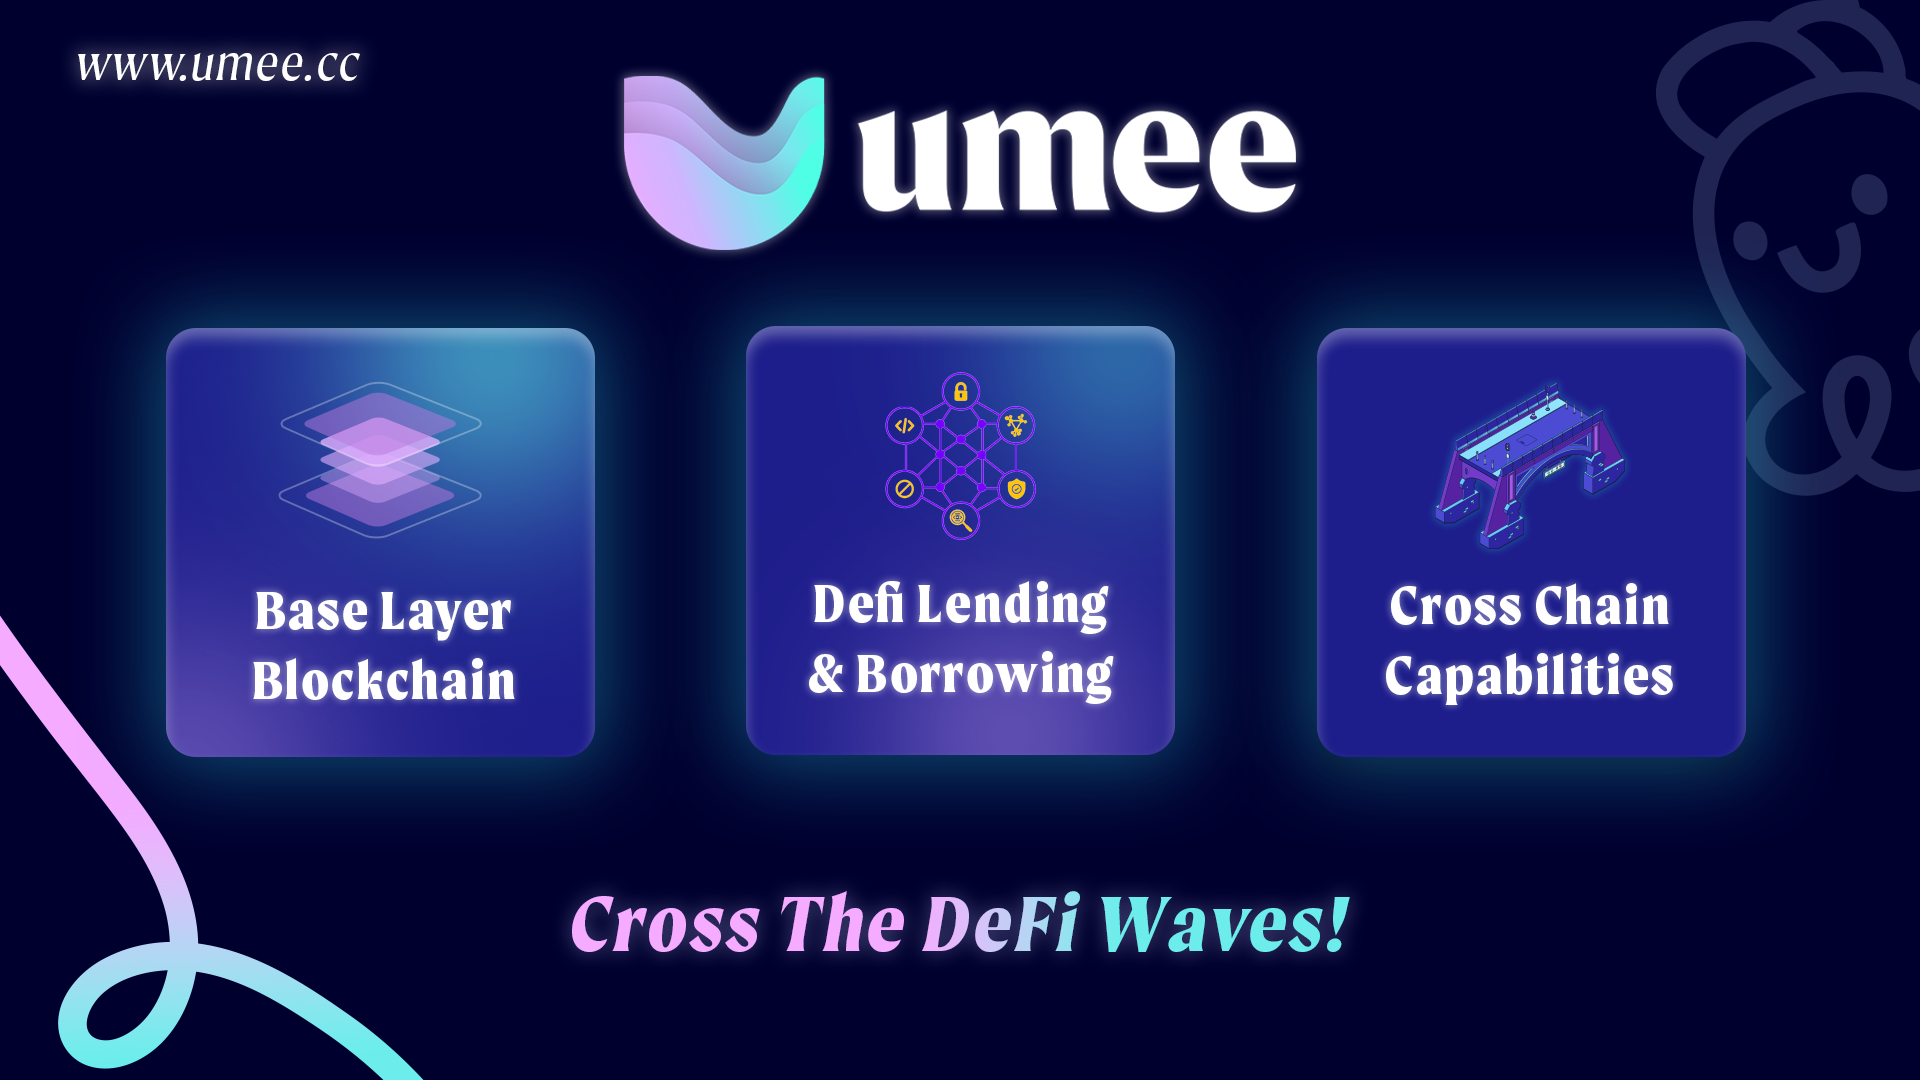 www.umee.cc
umee
Base Layer
Blockchain
Defi Lending
& Borrowing
Cross Chain
Capabilities
Cross The DeFi Waves!